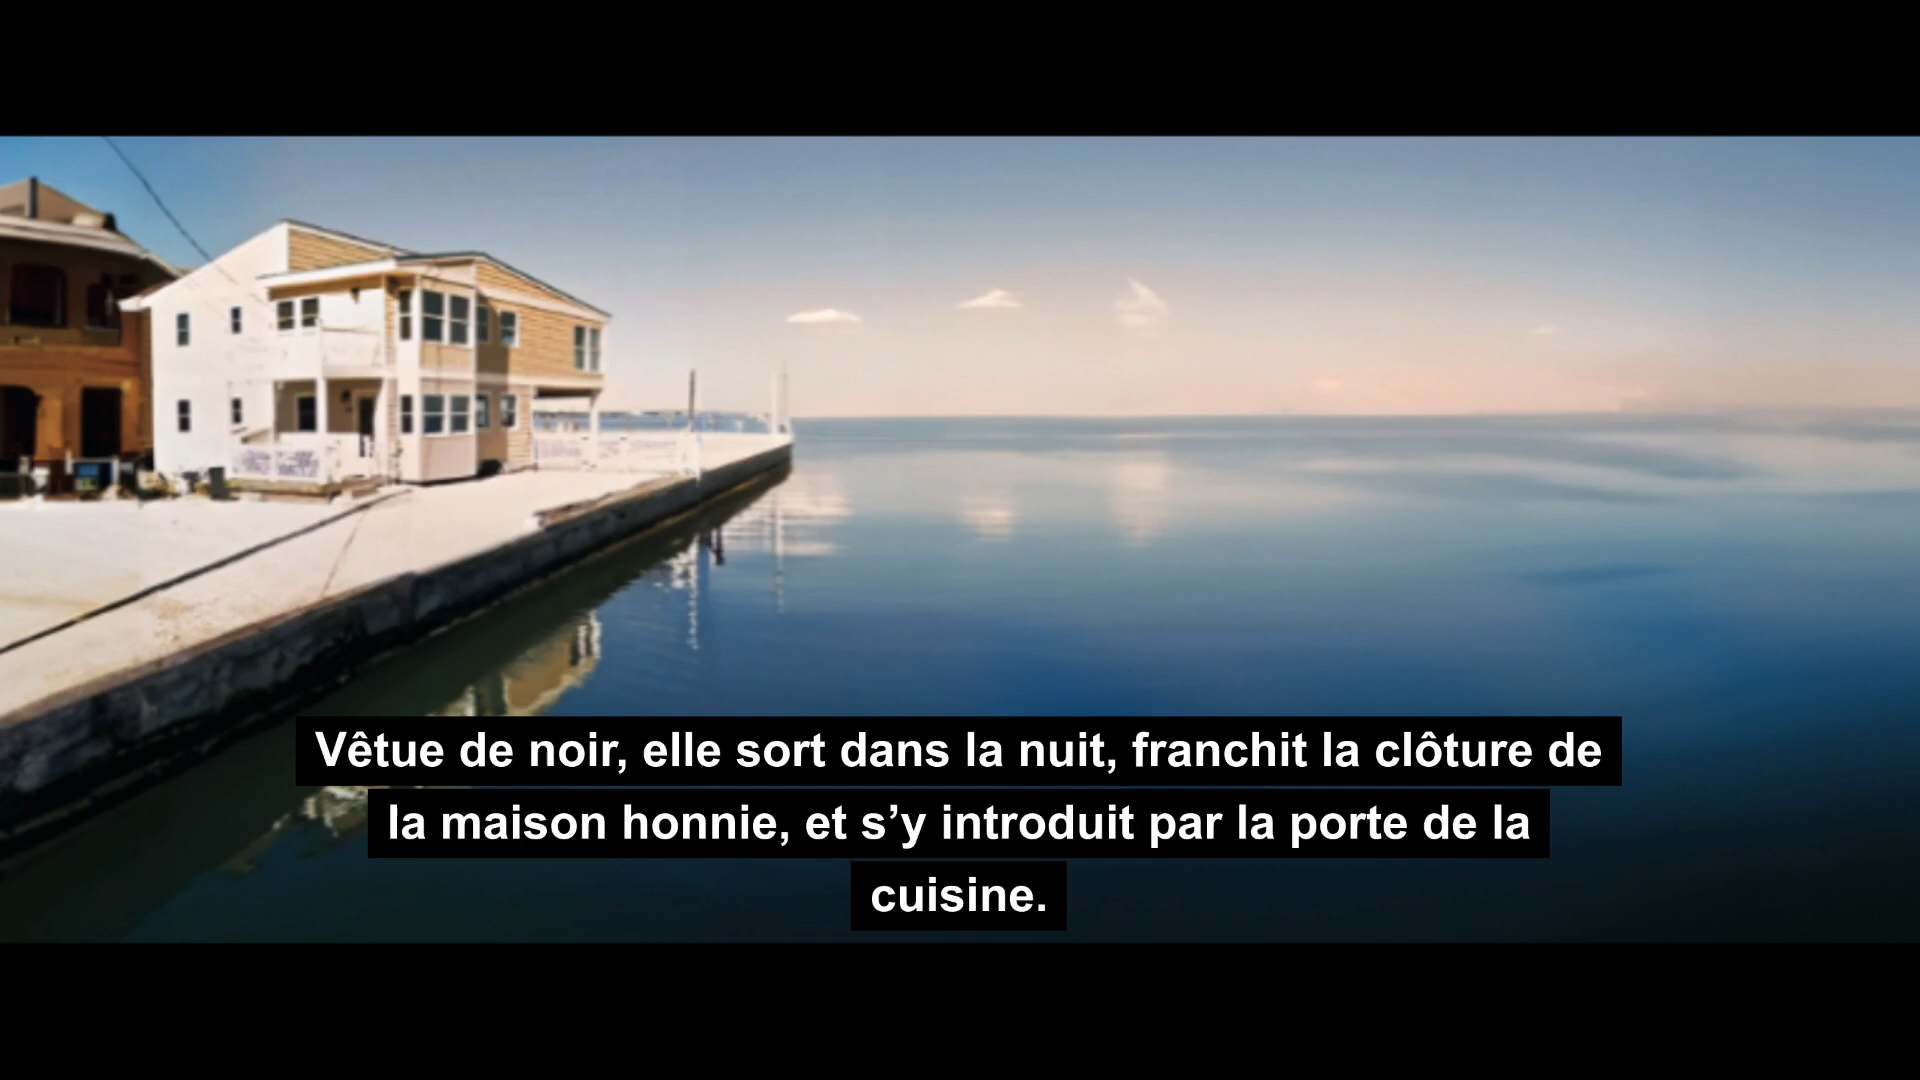 Vêtue de noir, elle sort dans la nuit, franchit la clôture de
la maison honnie, et s’y introduit par la porte de la
cuisine.